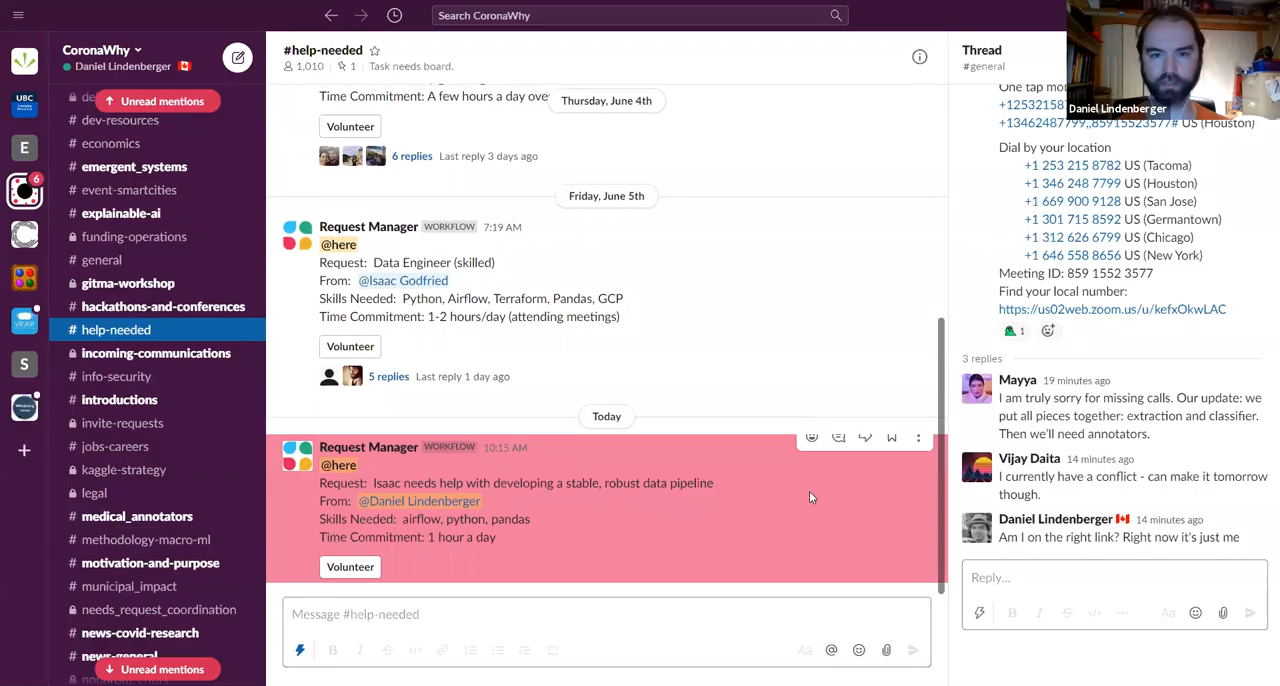 Search CoronaWhy
CoronaWhy
Daniel Lindenberger
Unread mentions
# dev-resources
# economics
# emergent_systems
# event-smartcities
# explainable-ai
funding-operations
# general
gitma-workshop
# hackathons-and-conferences
# help-needed
incoming-communications
# info-security
# introductions
invite-requests
# jobs-careers
# kaggle-strategy
legal
# medical_annotators
# methodology-macro-ml
# motivation-and-purpose
# municipal_impact
needs_request_coordination
# news-covid-research
# news-general
Unread mentions
UBC
E
6
S
#help-needed
1,010 | 1 | Task needs board.
Time Commitment: A few hours a day ove
Thursday, June 4th
Volunteer
6 replies Last reply 3 days ago
Friday, June 5th
Request Manager WORKFLOW 7:19 AM
@here
Request: Data Engineer (skilled)
From: @Isaac Godfried
Skills Needed: Python, Airflow, Terraform, Pandas, GCP
Time Commitment: 1-2 hours/day (attending meetings)
Volunteer
5 replies Last reply 1 day ago
Today
Request Manager WORKFLOW 10:15 AM
@here
Request: Isaac needs help with developing a stable, robust data pipeline
From: @Daniel Lindenberger
Skills Needed: airflow, python, pandas
Time Commitment: 1 hour a day
Volunteer
Message #help-needed
Thread
#general
Daniel Lindenberger
One tap mo
+125321587
+13462487799,,85915523577# US (Houston)
Dial by your location
+1 253 215 8782 US (Tacoma)
+1 346 248 7799 US (Houston)
+1 669 900 9128 US (San Jose)
+1 301 715 8592 US (Germantown)
+1 312 626 6799 US (Chicago)
+1 646 558 8656 US (New York)
Meeting ID: 859 1552 3577
Find your local number:
https://us02web.zoom.us/u/kefxOkwLAC
1
3 replies
Mayya 19 minutes ago
I am truly sorry for missing calls. Our update: we
put all pieces together: extraction and classifier.
Then we'll need annotators.
Vijay Daita 14 minutes ago
I currently have a conflict - can make it tomorrow
though.
Daniel Lindenberger 14 minutes ago
Am I on the right link? Right now it's just me
Reply...